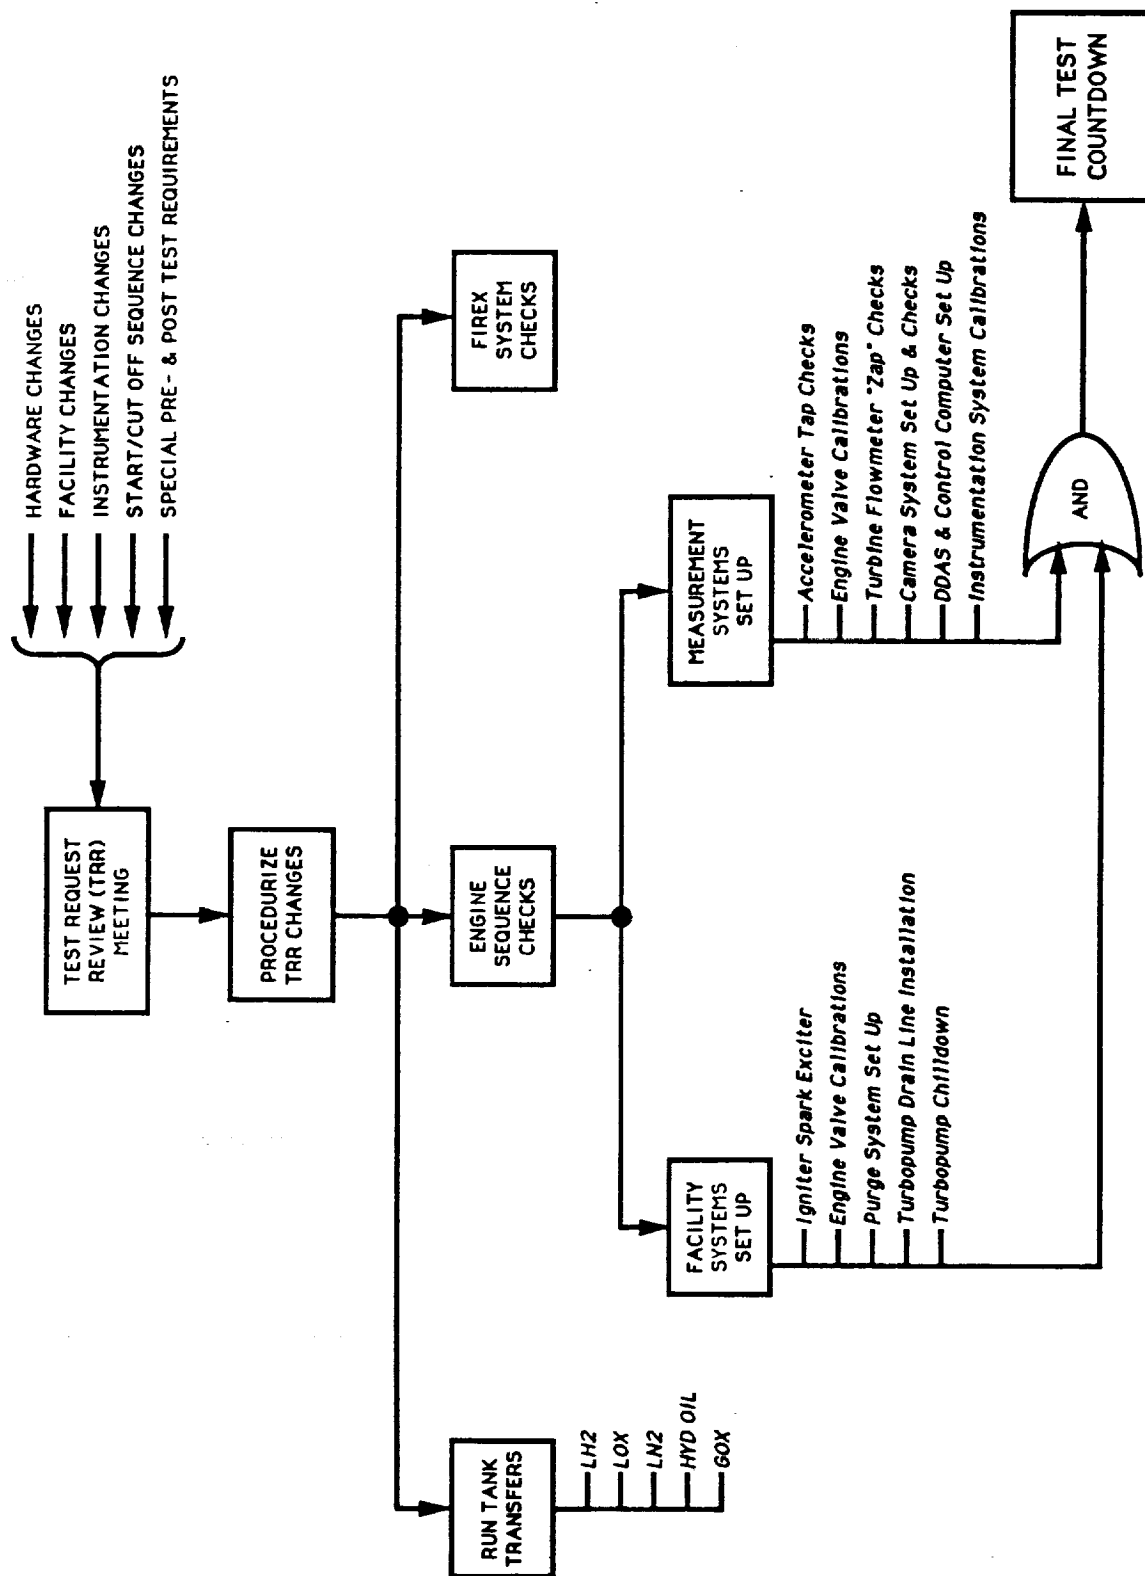 HARDWARE CHANGES
FACILITY CHANGES
INSTRUMENTATION CHANGES
START/CUT OFF SEQUENCE CHANGES
SPECIAL PRE- & POST TEST REQUIREMENTS
TEST REQUEST
REVIEW (TRR)
MEETING
PROCEDURIZE
TRR CHANGES
RUN TANK
TRANSFERS
LH2
LOX
LN2
HYD OIL
GOX
ENGINE
SEQUENCE
CHECKS
FIREX
SYSTEM
CHECKS
FACILITY
SYSTEMS
SET UP
Igniter Spark Exciter
Engine Valve Calibrations
Purge System Set Up
Turbopump Drain Line Installation
Turbopump Chilldown
MEASUREMENT
SYSTEMS
SET UP
Accelerometer Tap Checks
Engine Valve Calibrations
Turbine Flowmeter "Zap" Checks
Camera System Set Up & Checks
DDAS & Control Computer Set Up
Instrumentation System Calibrations
AND
FINAL TEST
COUNTDOWN